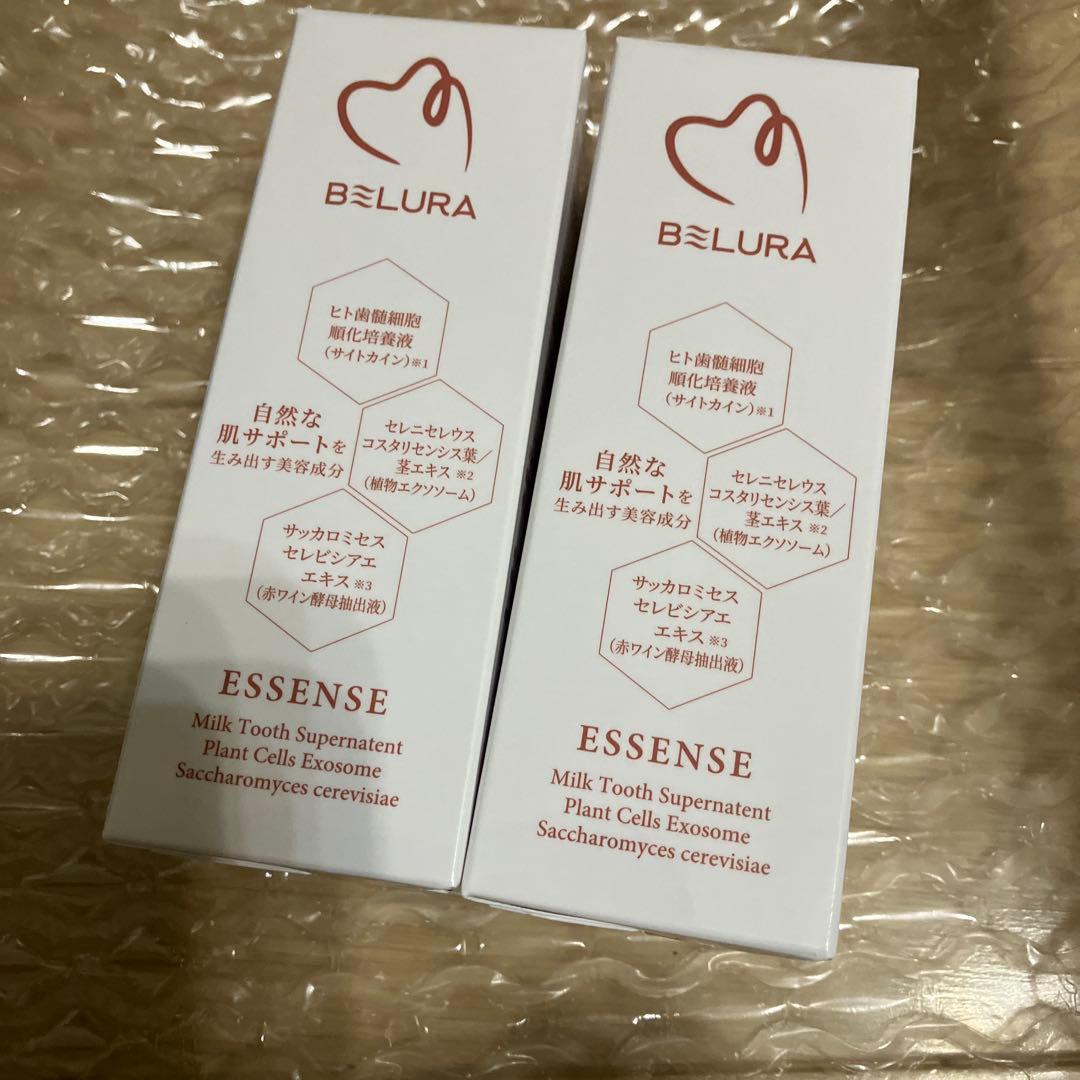 BELURA
ヒト歯髄細胞
順化培養液
(サイトカイン)※1
自然な
肌サポートを
生み出す美容成分
セレニセレウス
コスタリセンシス葉/
茎エキス ※2
(植物エクソソーム)
サッカロミセス
セレビシアエ
エキス ※3
(赤ワイン酵母抽出液)
ESSENSE
Milk Tooth Supernatent
Plant Cells Exosome
Saccharomyces cerevisiae
BELURA
ヒト歯髄細胞
順化培養液
(サイトカイン)※1
自然な
肌サポートを
生み出す美容成分
セレニセレウス
コスタリセンシス葉/
茎エキス ※2
(植物エクソソーム)
サッカロミセス
セレビシアエ
エキス ※3
(赤ワイン酵母抽出液)
ESSENSE
Milk Tooth Supernatent
Plant Cells Exosome
Saccharomyces cerevisiae